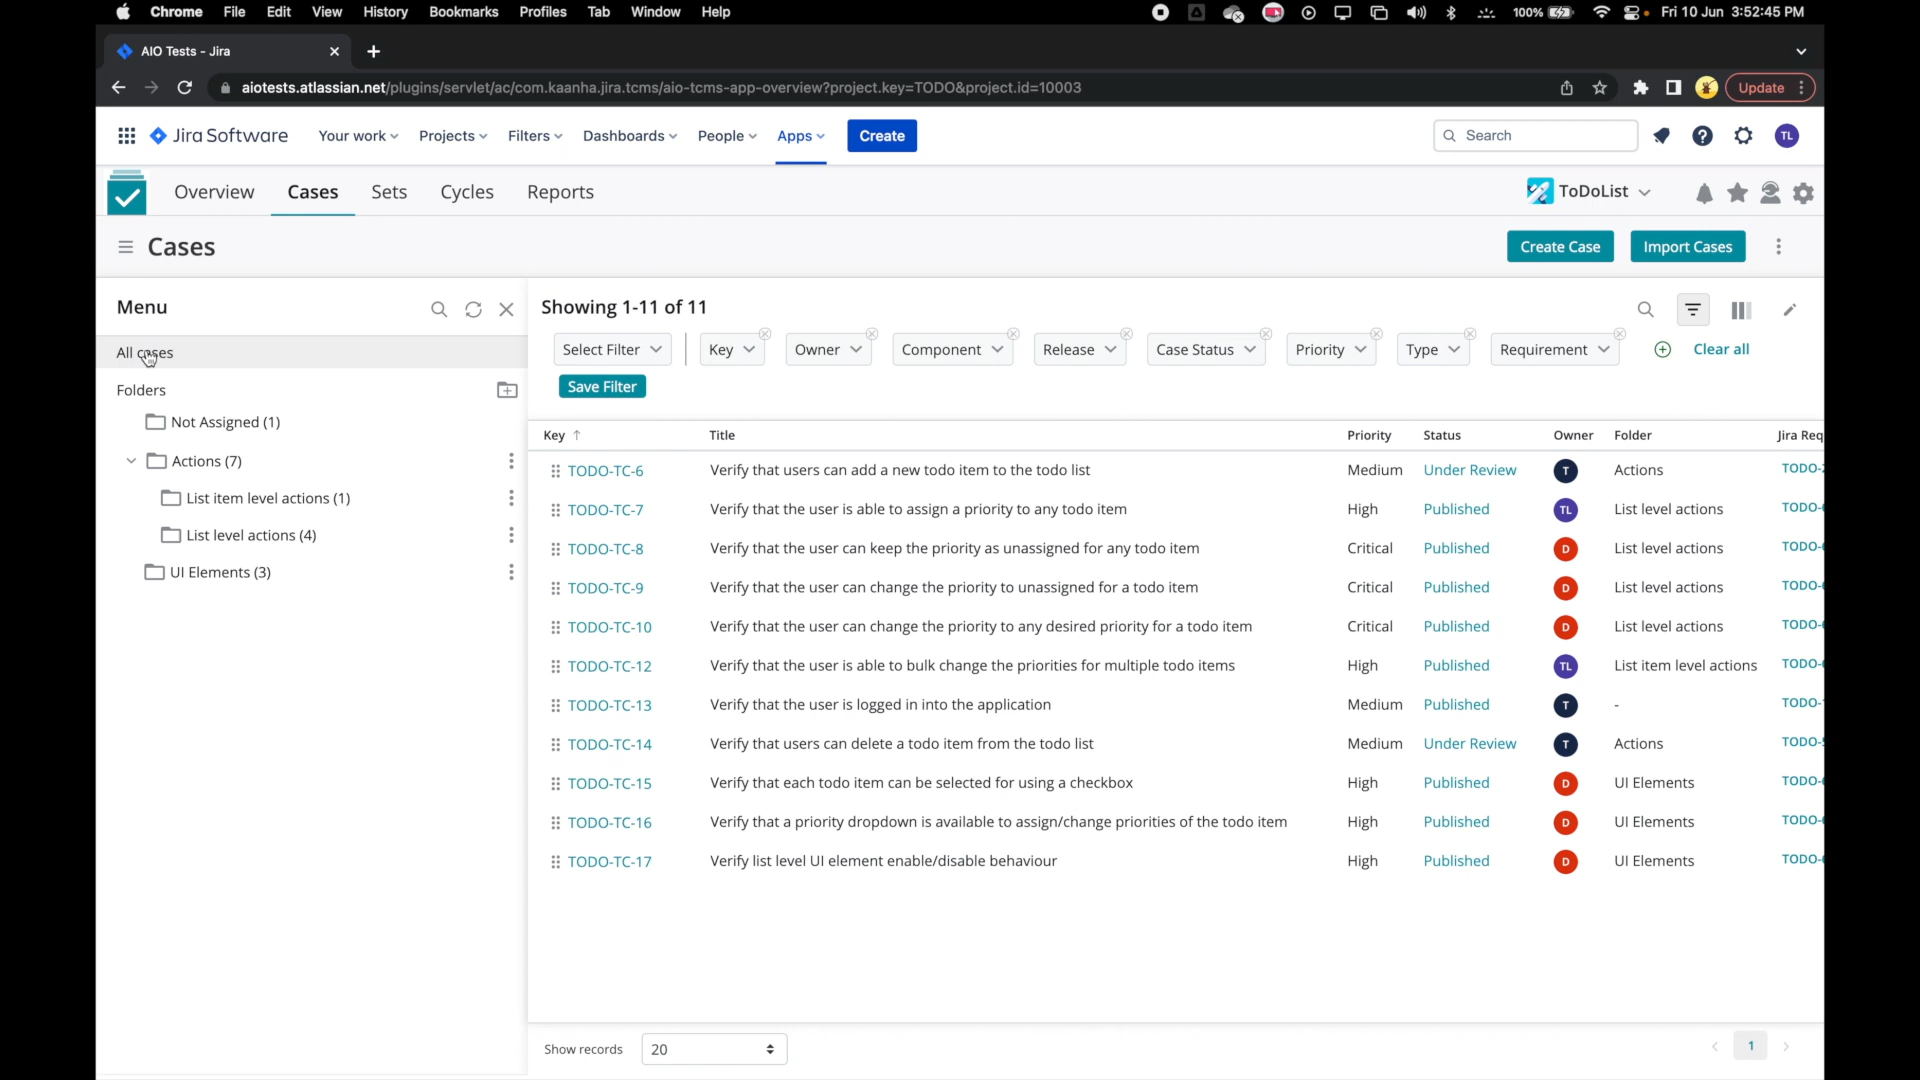 Chrome File Edit View History Bookmarks Profiles Tab Window Help 100% Fri 10 Jun 3:52:45 PM
AIO Tests - Jira
aiotests.atlassian.net/plugins/servlet/ac/com.kaanha.jira.tcms/aio-tcms-app-overview?project.key=TODO&project.id=10003 Update
Jira Software Your work Projects Filters Dashboards People Apps Create Search TL
Overview Cases Sets Cycles Reports ToDoList
Cases Create Case Import Cases
Menu Showing 1-11 of 11
All cases Select Filter Key Owner Component Release Case Status Priority Type Requirement Clear all
Folders Save Filter
Not Assigned (1)
Actions (7)
List item level actions (1)
List level actions (4)
UI Elements (3)
Key Title Priority Status Owner Folder Jira Req
TODO-TC-6 Verify that users can add a new todo item to the todo list Medium Under Review T Actions TODO-2
TODO-TC-7 Verify that the user is able to assign a priority to any todo item High Published TL List level actions TODO-
TODO-TC-8 Verify that the user can keep the priority as unassigned for any todo item Critical Published D List level actions TODO-
TODO-TC-9 Verify that the user can change the priority to unassigned for a todo item Critical Published D List level actions TODO-
TODO-TC-10 Verify that the user can change the priority to any desired priority for a todo item Critical Published D List level actions TODO-
TODO-TC-12 Verify that the user is able to bulk change the priorities for multiple todo items High Published TL List item level actions TODO-
TODO-TC-13 Verify that the user is logged in into the application Medium Published T - TODO-
TODO-TC-14 Verify that users can delete a todo item from the todo list Medium Under Review T Actions TODO-
TODO-TC-15 Verify that each todo item can be selected for using a checkbox High Published D UI Elements TODO-
TODO-TC-16 Verify that a priority dropdown is available to assign/change priorities of the todo item High Published D UI Elements TODO-
TODO-TC-17 Verify list level UI element enable/disable behaviour High Published D UI Elements TODO-
Show records 20 1